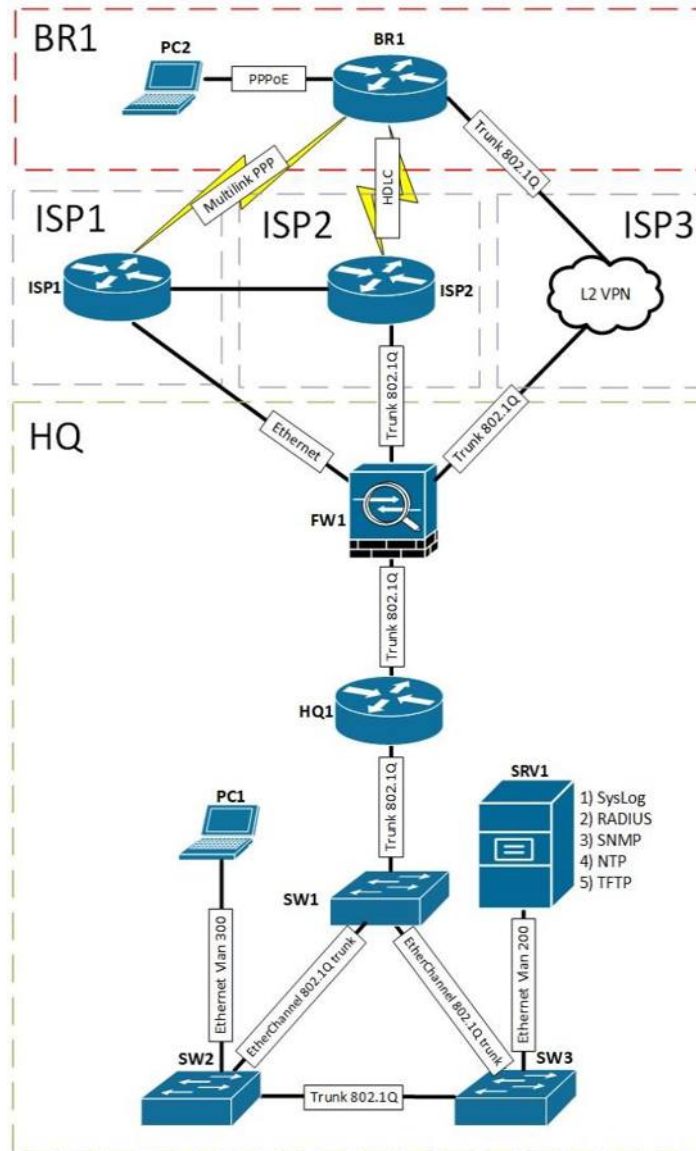 BR1
PC2
BR1
PPPoE
Trunk 802.1Q
Multilink PPP
HDLC
ISP1
ISP2
ISP3
ISP1
ISP2
L2 VPN
Ethernet
Trunk 802.1Q
Trunk 802.1Q
HQ
FW1
Trunk 802.1Q
HQ1
Trunk 802.1Q
PC1
SRV1
1) SysLog
2) RADIUS
3) SNMP
4) NTP
5) TFTP
SW1
Ethernet Vlan 300
EtherChannel 802.1Q trunk
EtherChannel 802.1Q trunk
Ethernet Vlan 200
SW2
SW3
Trunk 802.1Q